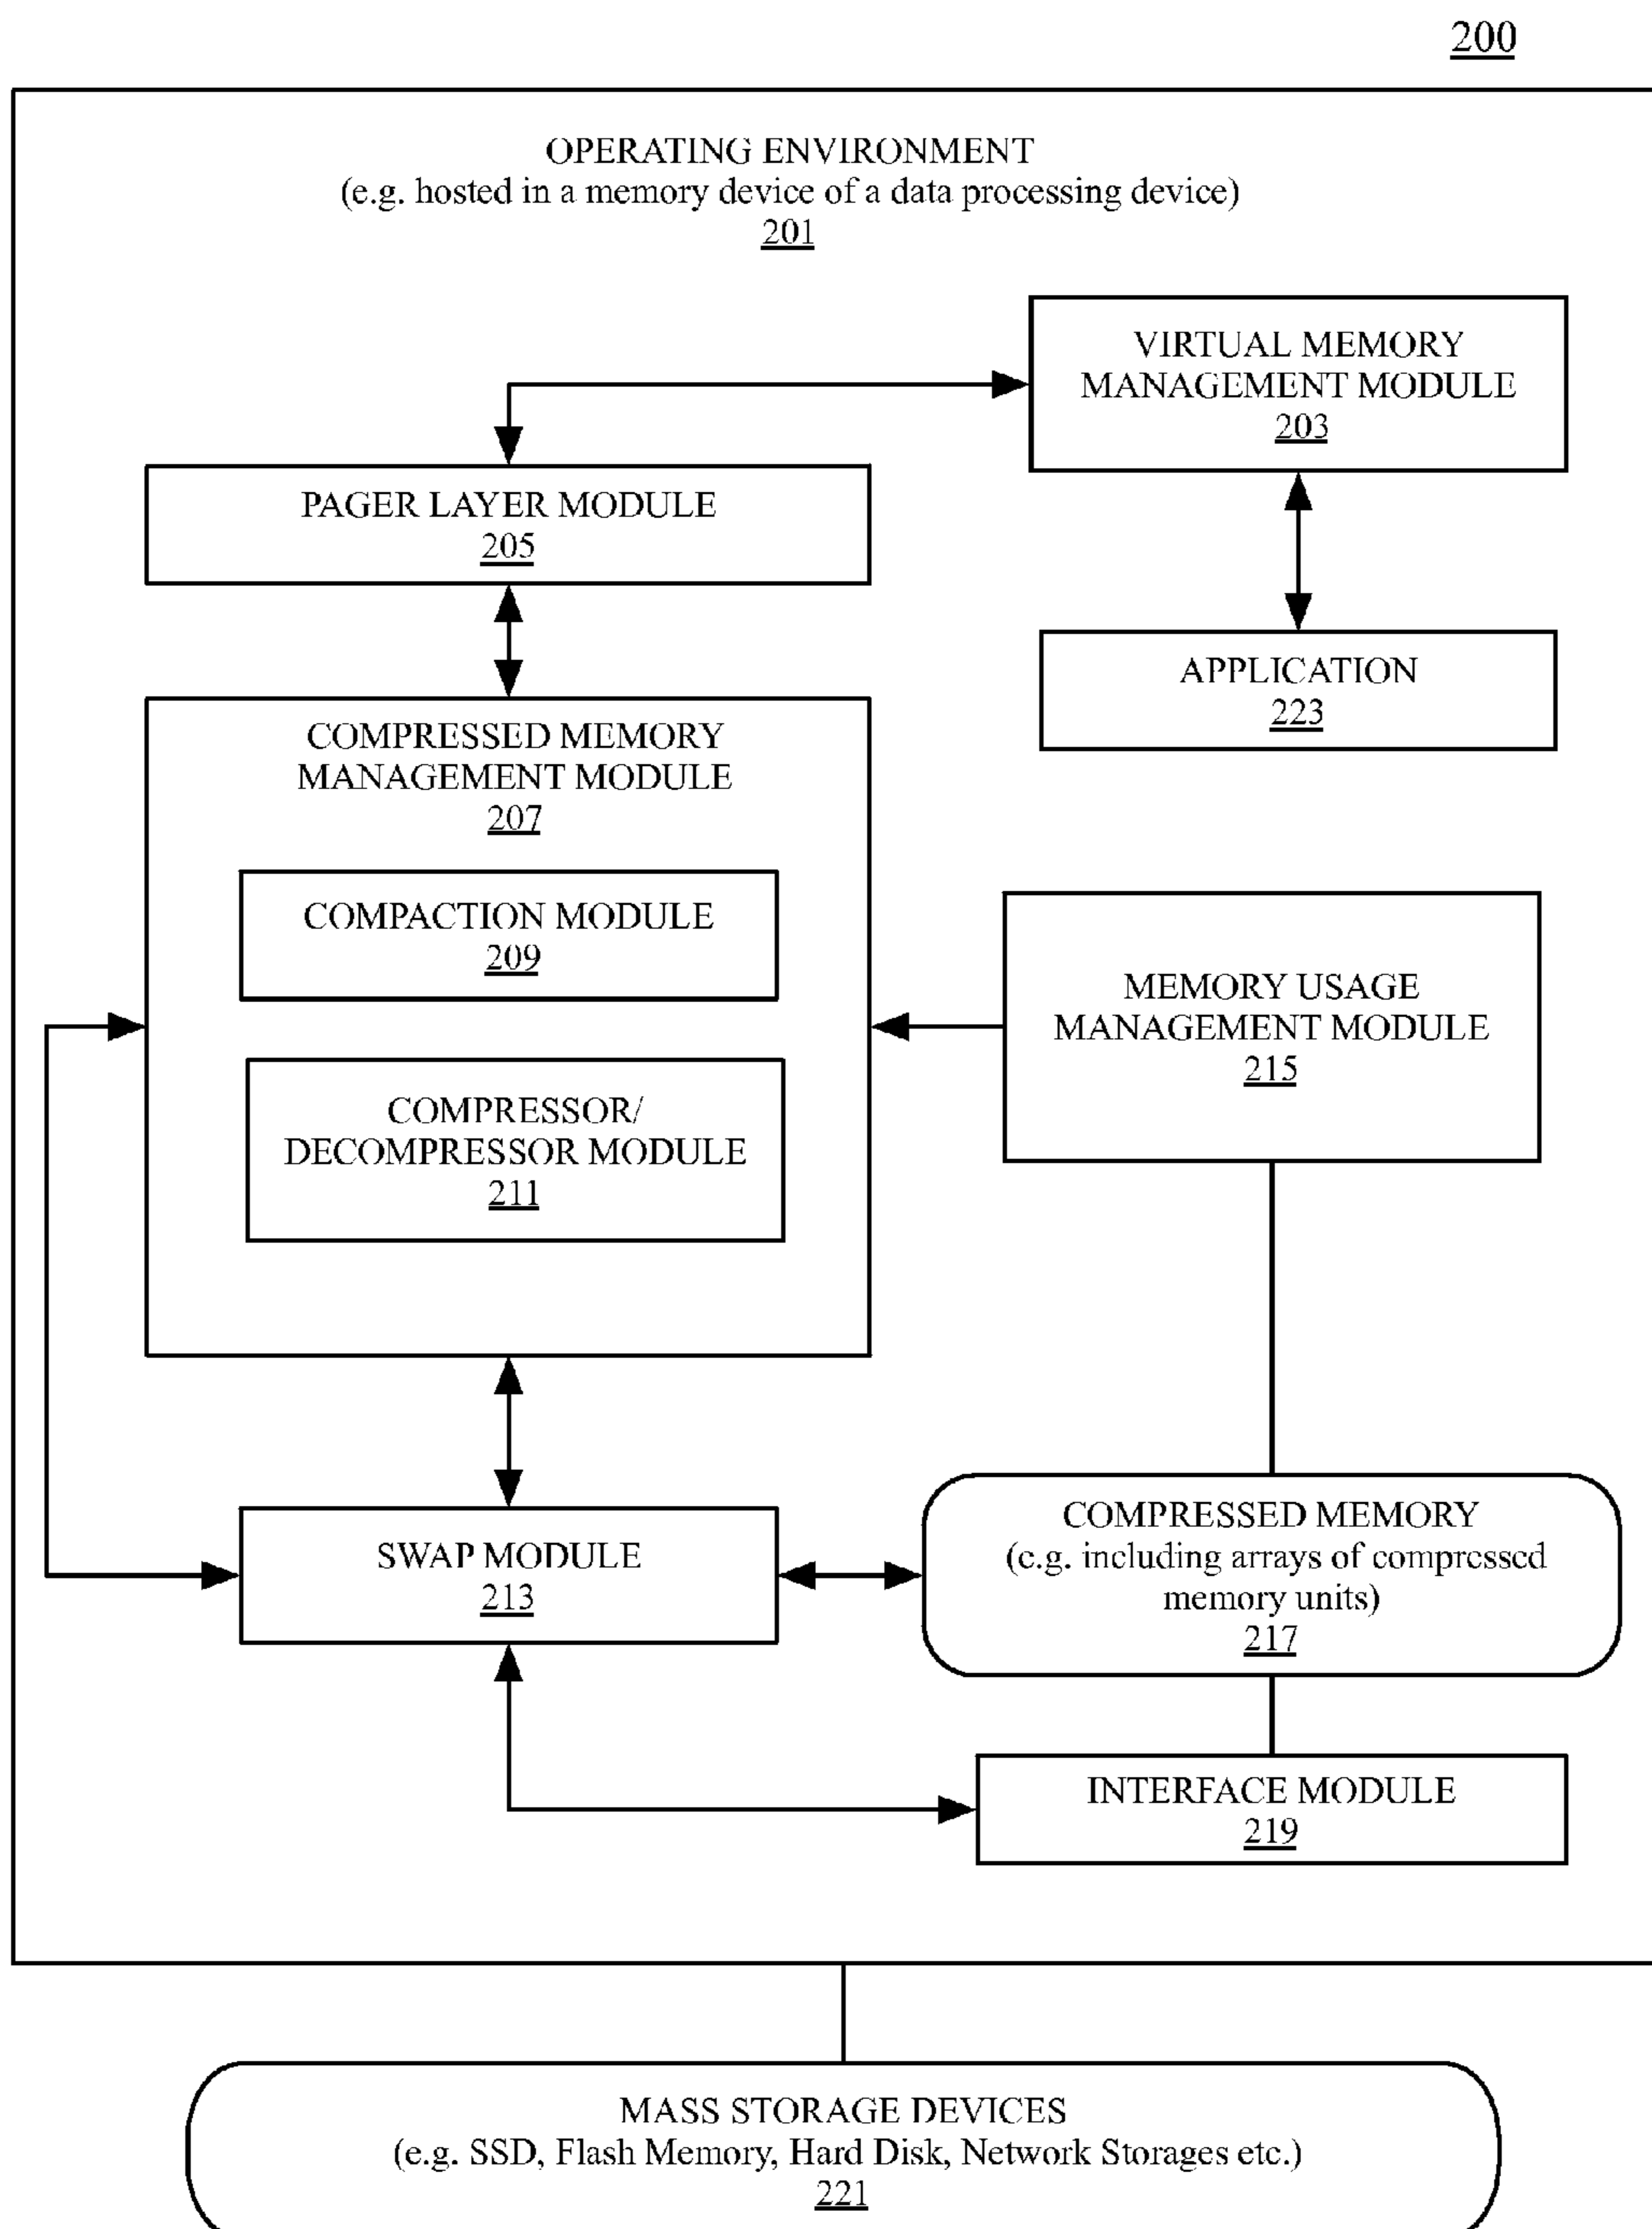 200
OPERATING ENVIRONMENT
(e.g. hosted in a memory device of a data processing device)
201
VIRTUAL MEMORY
MANAGEMENT MODULE
203
PAGER LAYER MODULE
205
APPLICATION
223
COMPRESSED MEMORY
MANAGEMENT MODULE
207
COMPACTION MODULE
209
MEMORY USAGE
MANAGEMENT MODULE
215
COMPRESSOR/
DECOMPRESSOR MODULE
211
SWAP MODULE
213
COMPRESSED MEMORY
(e.g. including arrays of compressed
memory units)
217
INTERFACE MODULE
219
MASS STORAGE DEVICES
(e.g. SSD, Flash Memory, Hard Disk, Network Storages etc.)
221